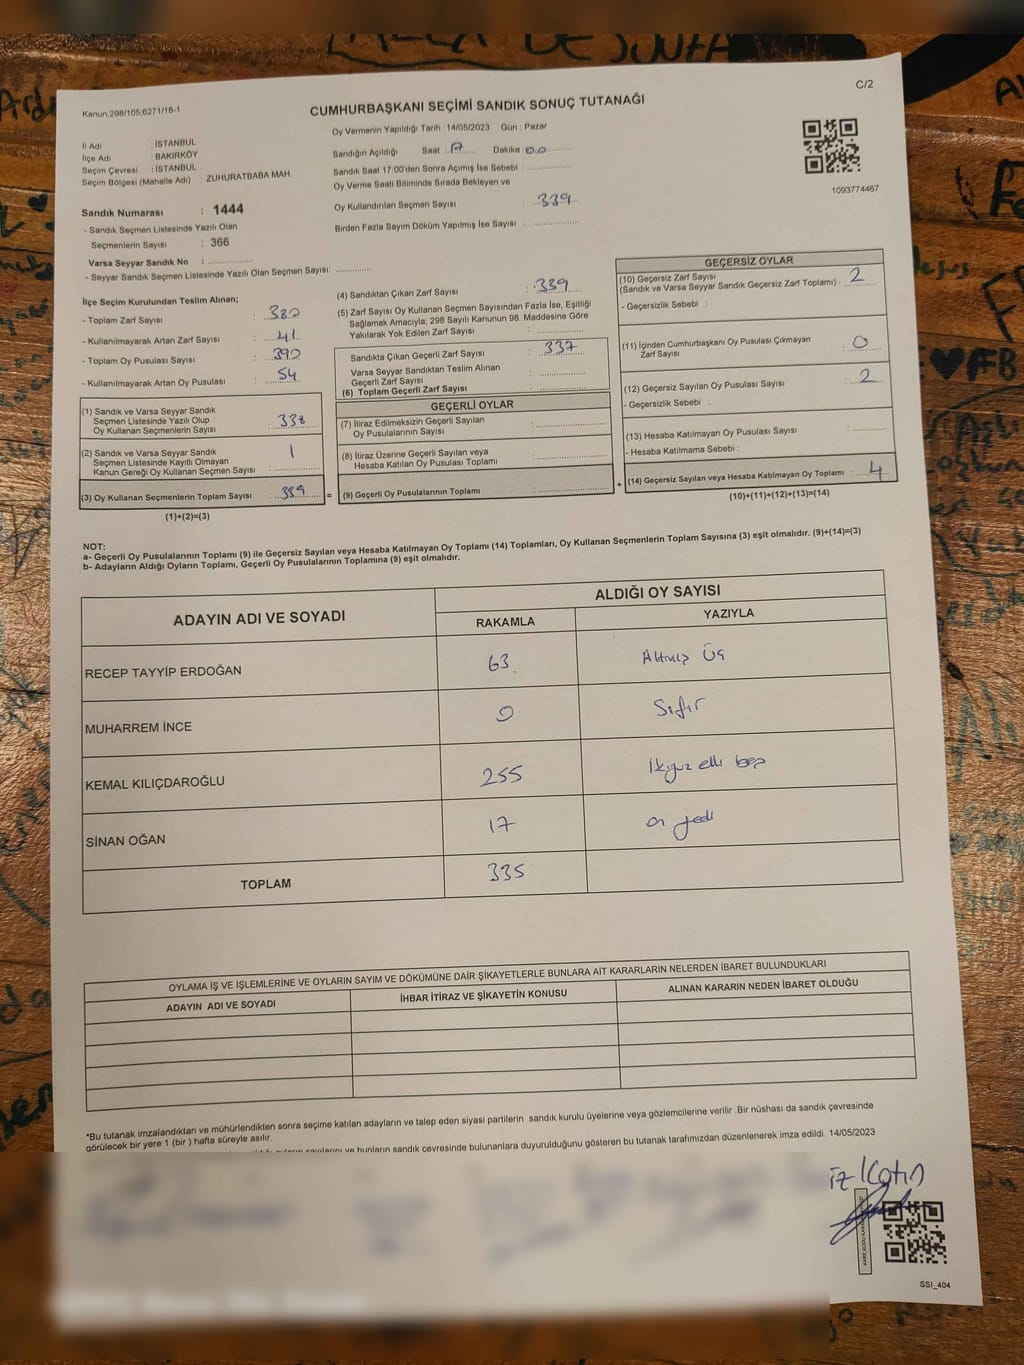 C/2
Kanun;298/105;6271/18-1
CUMHURBAŞKANI SEÇİMİ SANDIK SONUÇ TUTANAĞI
İl Adı : İSTANBUL
İlçe Adı : BAKIRKÖY
Seçim Çevresi : İSTANBUL
Seçim Bölgesi (Mahalle Adı) : ZUHURATBABA MAH.
Sandık Numarası : 1444
- Sandık Seçmen Listesinde Yazılı Olan
Seçmenlerin Sayısı : 366
Varsa Seyyar Sandık No :
- Seyyar Sandık Seçmen Listesinde Yazılı Olan Seçmen Sayısı:
Oy Vermenin Yapıldığı Tarih : 14/05/2023 Gün : Pazar
Sandığın Açıldığı Saat : 17 Dakika : 00
Sandık Saat 17:00'den Sonra Açımış İse Sebebi :
Oy Verme Saati Bitiminde Sırada Bekleyen ve
Oy Kullandırılan Seçmen Sayısı : 339
Birden Fazla Sayım Döküm Yapılmış İse Sayısı :
1093774467
İlçe Seçim Kurulundan Teslim Alınan;
- Toplam Zarf Sayısı : 380
- Kullanılmayarak Artan Zarf Sayısı : 41
- Toplam Oy Pusulası Sayısı : 390
- Kullanılmayarak Artan Oy Pusulası : 54
(1) Sandık ve Varsa Seyyar Sandık
Seçmen Listesinde Yazılı Olup
Oy Kullanan Seçmenlerin Sayısı : 338
(2) Sandık ve Varsa Seyyar Sandık
Seçmen Listesinde Kayıtlı Olmayan
Kanun Gereği Oy Kullanan Seçmen Sayısı : 1
(3) Oy Kullanan Seçmenlerin Toplam Sayısı : 339
(1)+(2)=(3)
(4) Sandıktan Çıkan Zarf Sayısı : 339
(5) Zarf Sayısı Oy Kullanan Seçmen Sayısından Fazla İse, Eşitliği
Sağlamak Amacıyla; 298 Sayılı Kanunun 98. Maddesine Göre
Yakılarak Yok Edilen Zarf Sayısı :
Sandıkta Çıkan Geçerli Zarf Sayısı : 337
Varsa Seyyar Sandıktan Teslim Alınan
Geçerli Zarf Sayısı :
(6) Toplam Geçerli Zarf Sayısı :
GEÇERLİ OYLAR
(7) İtiraz Edilmeksizin Geçerli Sayılan
Oy Pusulalarının Sayısı :
(8) İtiraz Üzerine Geçerli Sayılan veya
Hesaba Katılan Oy Pusulası Toplamı :
= (9) Geçerli Oy Pusulalarının Toplamı :
GEÇERSİZ OYLAR
(10) Geçersiz Zarf Sayısı
(Sandık ve Varsa Seyyar Sandık Geçersiz Zarf Toplamı) : 2
- Geçersizlik Sebebi :
(11) İçinden Cumhurbaşkanı Oy Pusulası Çıkmayan
Zarf Sayısı : 0
(12) Geçersiz Sayılan Oy Pusulası Sayısı : 2
- Geçersizlik Sebebi :
(13) Hesaba Katılmayan Oy Pusulası Sayısı :
- Hesaba Katılmama Sebebi :
+ (14) Geçersiz Sayılan veya Hesaba Katılmayan Oy Toplamı : 4
(10)+(11)+(12)+(13)=(14)
NOT:
a- Geçerli Oy Pusulalarının Toplamı (9) ile Geçersiz Sayılan veya Hesaba Katılmayan Oy Toplamı (14) Toplamları, Oy Kullanan Seçmenlerin Toplam Sayısına (3) eşit olmalıdır. (9)+(14)=(3)
b- Adayların Aldığı Oyların Toplamı, Geçerli Oy Pusulalarının Toplamına (9) eşit olmalıdır.
ADAYIN ADI VE SOYADI
ALDIĞI OY SAYISI
RAKAMLA YAZIYLA
RECEP TAYYİP ERDOĞAN 63 Altmış Üç
MUHARREM İNCE 0 Sıfır
KEMAL KILIÇDAROĞLU 255 İkiyüz elli beş
SİNAN OĞAN 17 on yedi
TOPLAM 335
OYLAMA İŞ VE İŞLEMLERİNE VE OYLARIN SAYIM VE DÖKÜMÜNE DAİR ŞİKAYETLERLE BUNLARA AİT KARARLARIN NELERDEN İBARET BULUNDUKLARI
ADAYIN ADI VE SOYADI İHBAR İTİRAZ VE ŞİKAYETİN KONUSU ALINAN KARARIN NEDEN İBARET OLDUĞU
*Bu tutanak imzalandıktan ve mühürlendikten sonra seçime katılan adayların ve talep eden siyasi partilerin sandık kurulu üyelerine veya gözlemcilerine verilir .Bir nüshası da sandık çevresinde
görülecek bir yere 1 (bir ) hafta süreyle asılır.
sandık çevresinde bulunanlara duyurulduğunu gösteren bu tutanak tarafımızdan düzenlenerek imza edildi. 14/05/2023
SSI_404